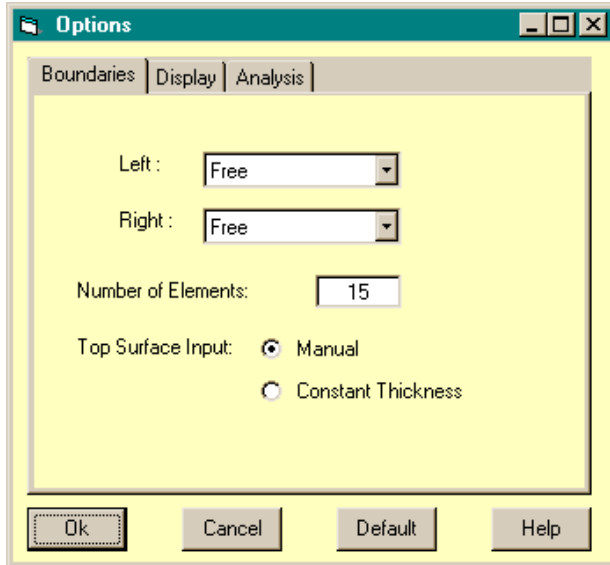 Options
Boundaries Display Analysis
Left : Free
Right : Free
Number of Elements: 15
Top Surface Input: Manual
Constant Thickness
Ok Cancel Default Help